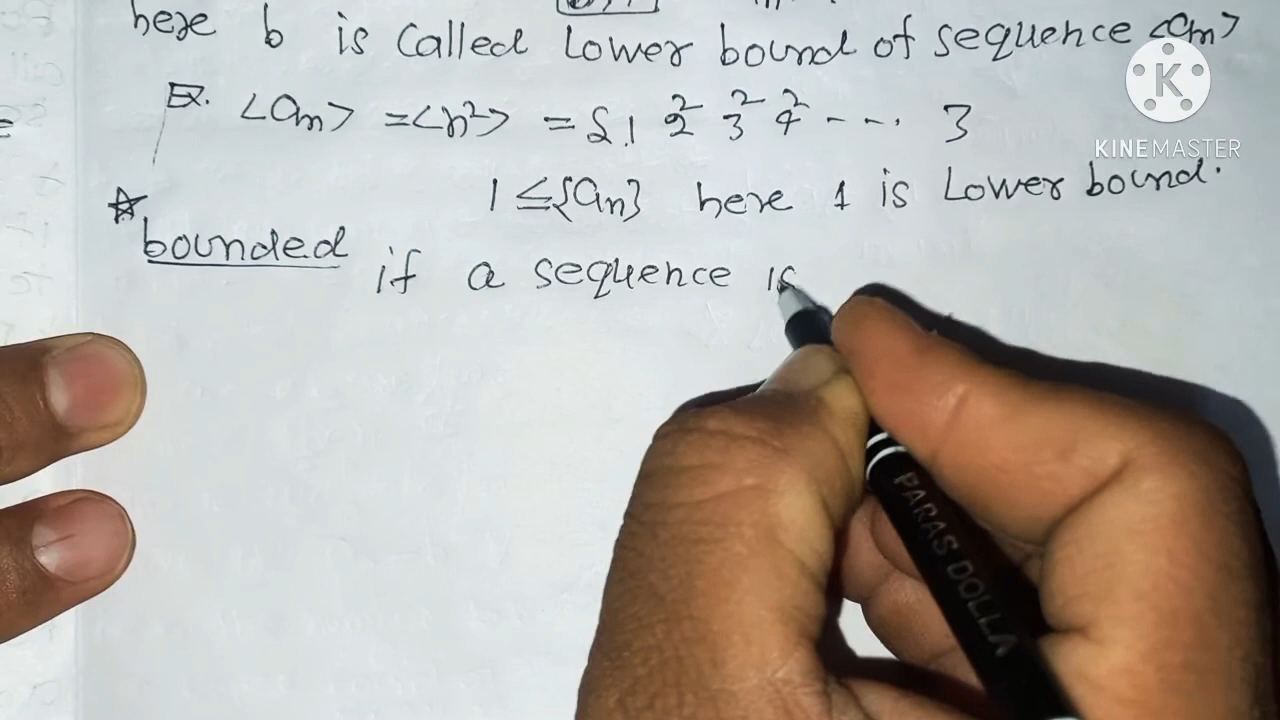 here b is called Lower bound of sequence <an>
Ex. <an> = <n²> = {1 2² 3² 4² - - - . }
K
KINEMASTER
1 ≤ {an} here 1 is Lower bound.
☆
bounded if a sequence is
PARAS DOLLA